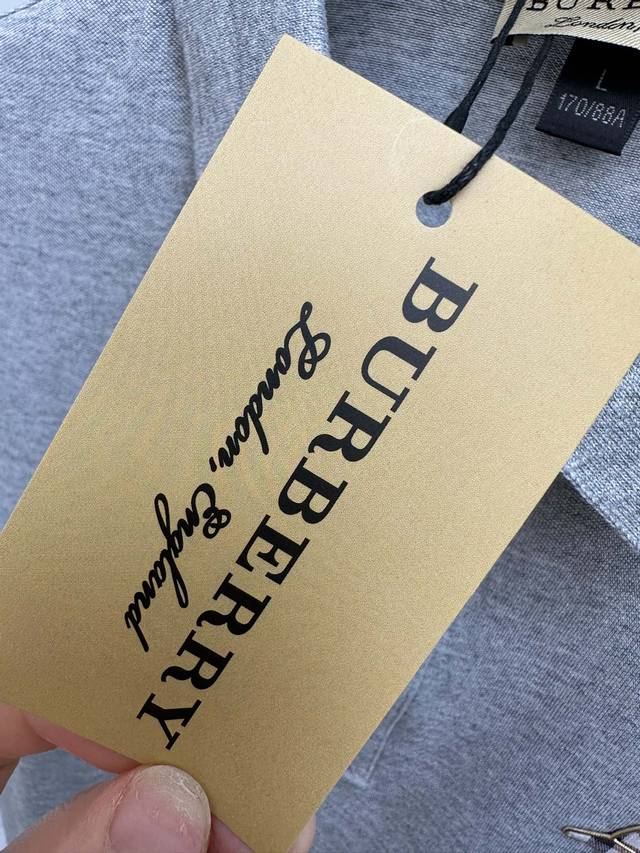 BURBERRY
London, England
L
170/88A